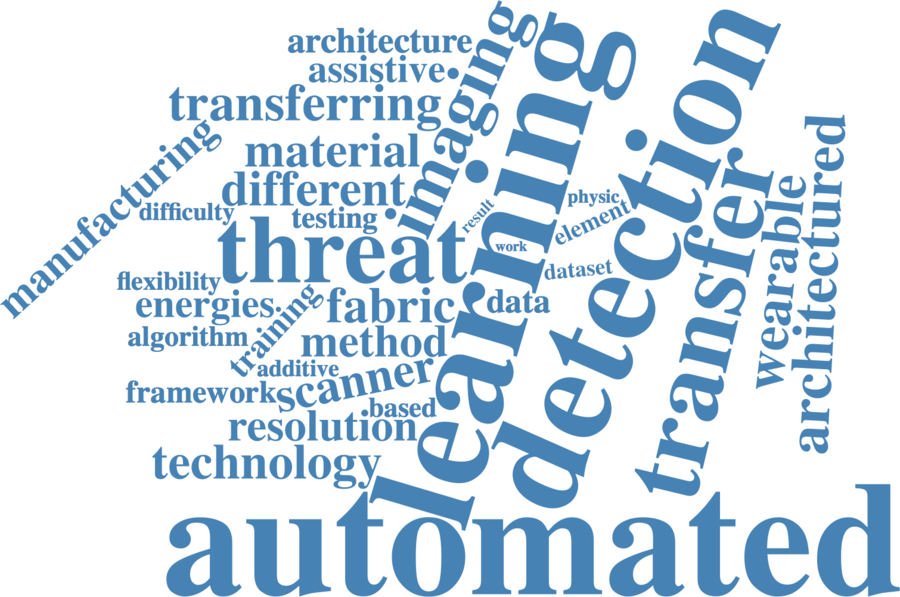 architecture
assistive
transferring
imaging
learning
detection
manufacturing
material
different
difficulty
testing
threat
result
physic
element
work
dataset
transfer
wearable
architectured
flexibility
energies
training
fabric
data
algorithm
method
additive
frameworks
scanner
based
resolution
technology
automated